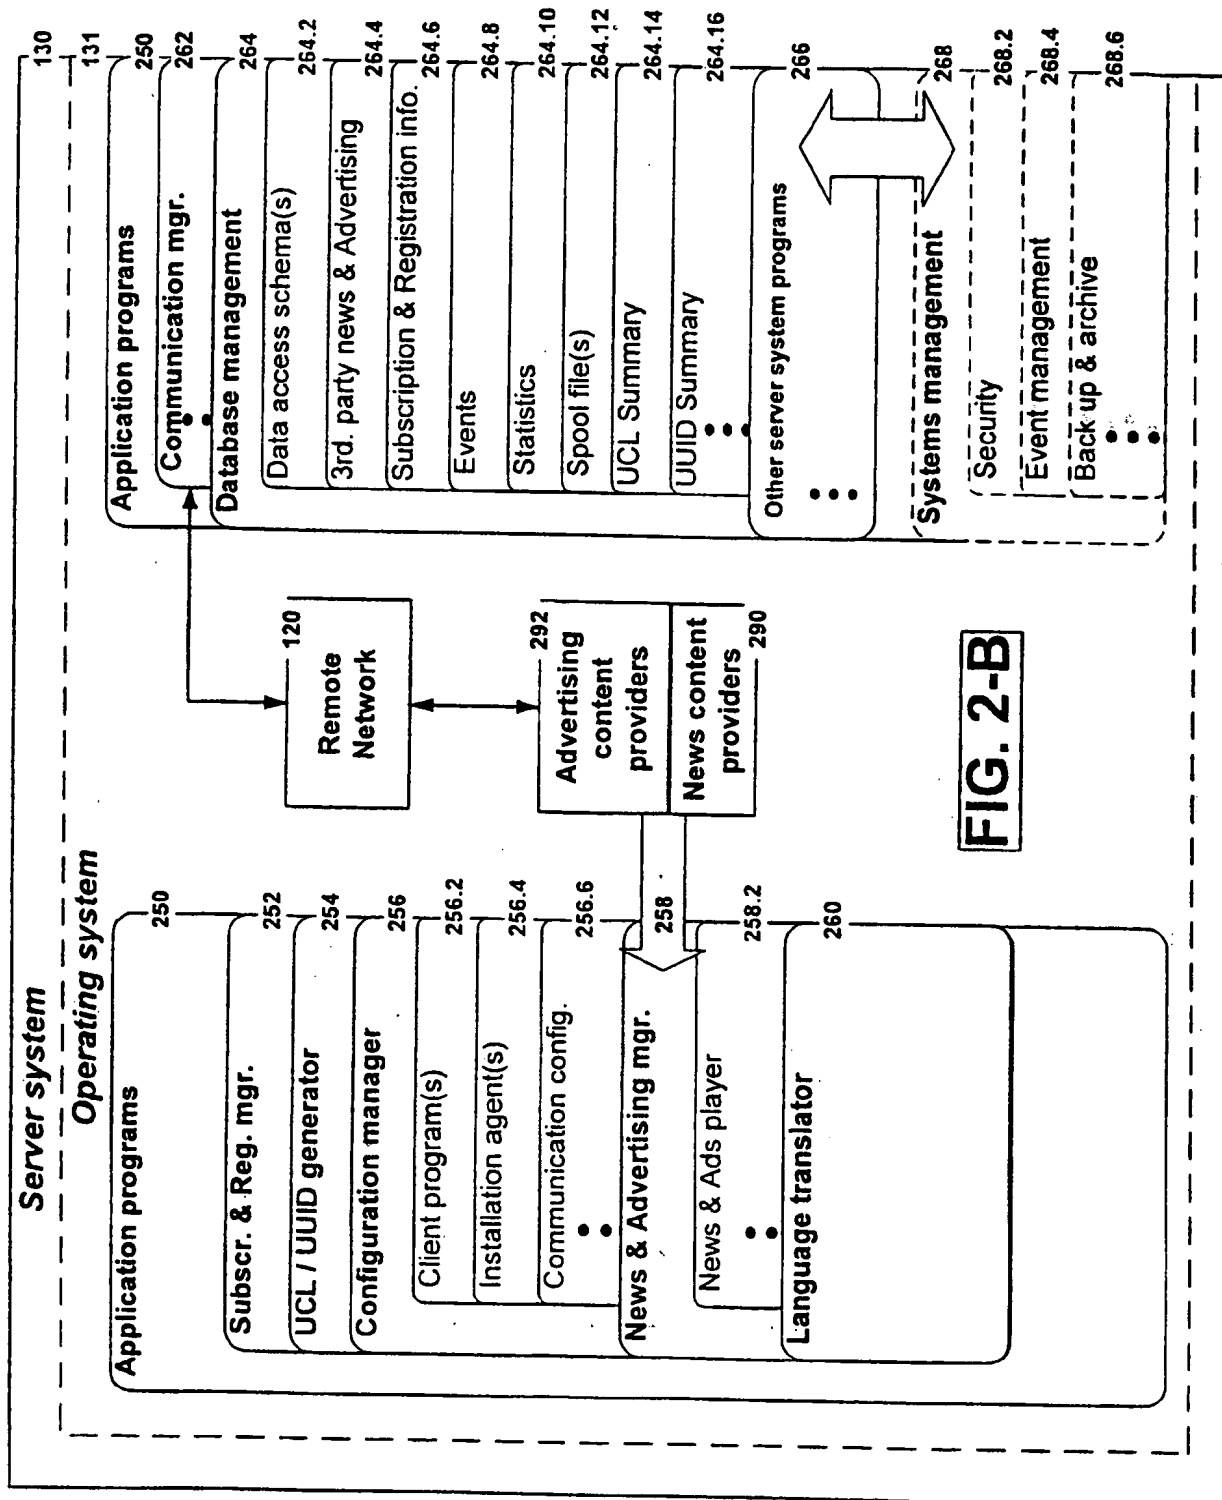 Server system
130
Operating system
131
Application programs
250
Subscr. & Reg. mgr.
252
UCL / UUID generator
254
Configuration manager
256
Client program(s)
256.2
Installation agent(s)
256.4
Communication config.
256.6
News & Advertising mgr.
258
News & Ads player
258.2
Language translator
260
Remote
Network
120
Advertising
content
providers
292
News content
providers
290
Application programs
250
Communication mgr.
262
Database management
264
Data access schema(s)
264.2
3rd. party news & Advertising
264.4
Subscription & Registration info.
264.6
Events
264.8
Statistics
264.10
Spool file(s)
264.12
UCL Summary
264.14
UUID Summary
264.16
Other server system programs
266
Systems management
268
Security
268.2
Event management
268.4
Back up & archive
268.6
FIG. 2-B